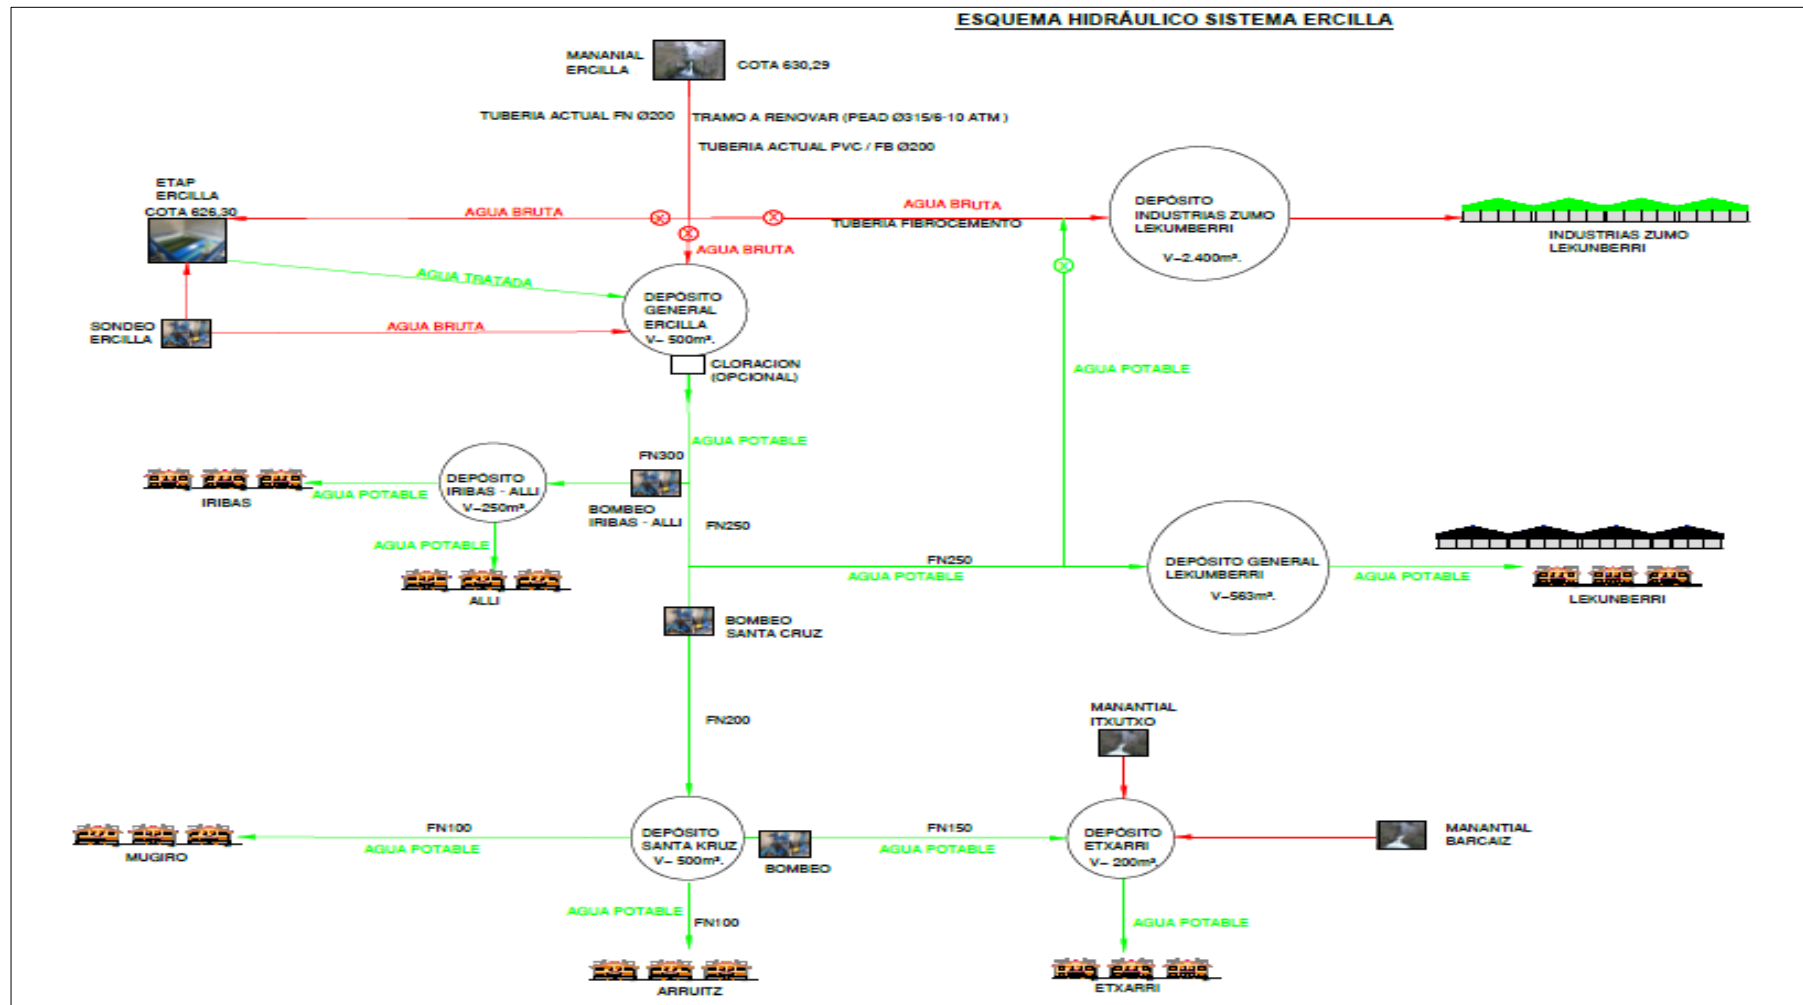 ESQUEMA HIDRÁULICO SISTEMA ERCILLA
MANANIAL
ERCILLA
COTA 630,29
TUBERIA ACTUAL FN Ø200
TRAMO A RENOVAR (PEAD Ø315/6-10 ATM )
TUBERIA ACTUAL PVC / FB Ø200
ETAP
ERCILLA
COTA 626,30
AGUA BRUTA
AGUA BRUTA
TUBERIA FIBROCEMENTO
DEPÓSITO
INDUSTRIAS ZUMO
LEKUMBERRI
V-2.400m³.
INDUSTRIAS ZUMO
LEKUNBERRI
AGUA BRUTA
AGUA TRATADA
DEPÓSITO
GENERAL
ERCILLA
V- 500m³.
SONDEO
ERCILLA
AGUA BRUTA
CLORACION
(OPCIONAL)
AGUA POTABLE
AGUA POTABLE
FN300
DEPÓSITO
IRIBAS - ALLI
V-250m³.
AGUA POTABLE
IRIBAS
BOMBEO
IRIBAS - ALLI
FN250
AGUA POTABLE
ALLI
FN250
AGUA POTABLE
DEPÓSITO GENERAL
LEKUMBERRI
V-563m³.
AGUA POTABLE
LEKUNBERRI
BOMBEO
SANTA CRUZ
FN200
MANANTIAL
ITXUTXO
FN100
AGUA POTABLE
MUGIRO
DEPÓSITO
SANTA KRUZ
V- 500m³.
BOMBEO
FN150
AGUA POTABLE
DEPÓSITO
ETXARRI
V- 200m³.
MANANTIAL
BARCAIZ
AGUA POTABLE
FN100
AGUA POTABLE
ARRUITZ
ETXARRI